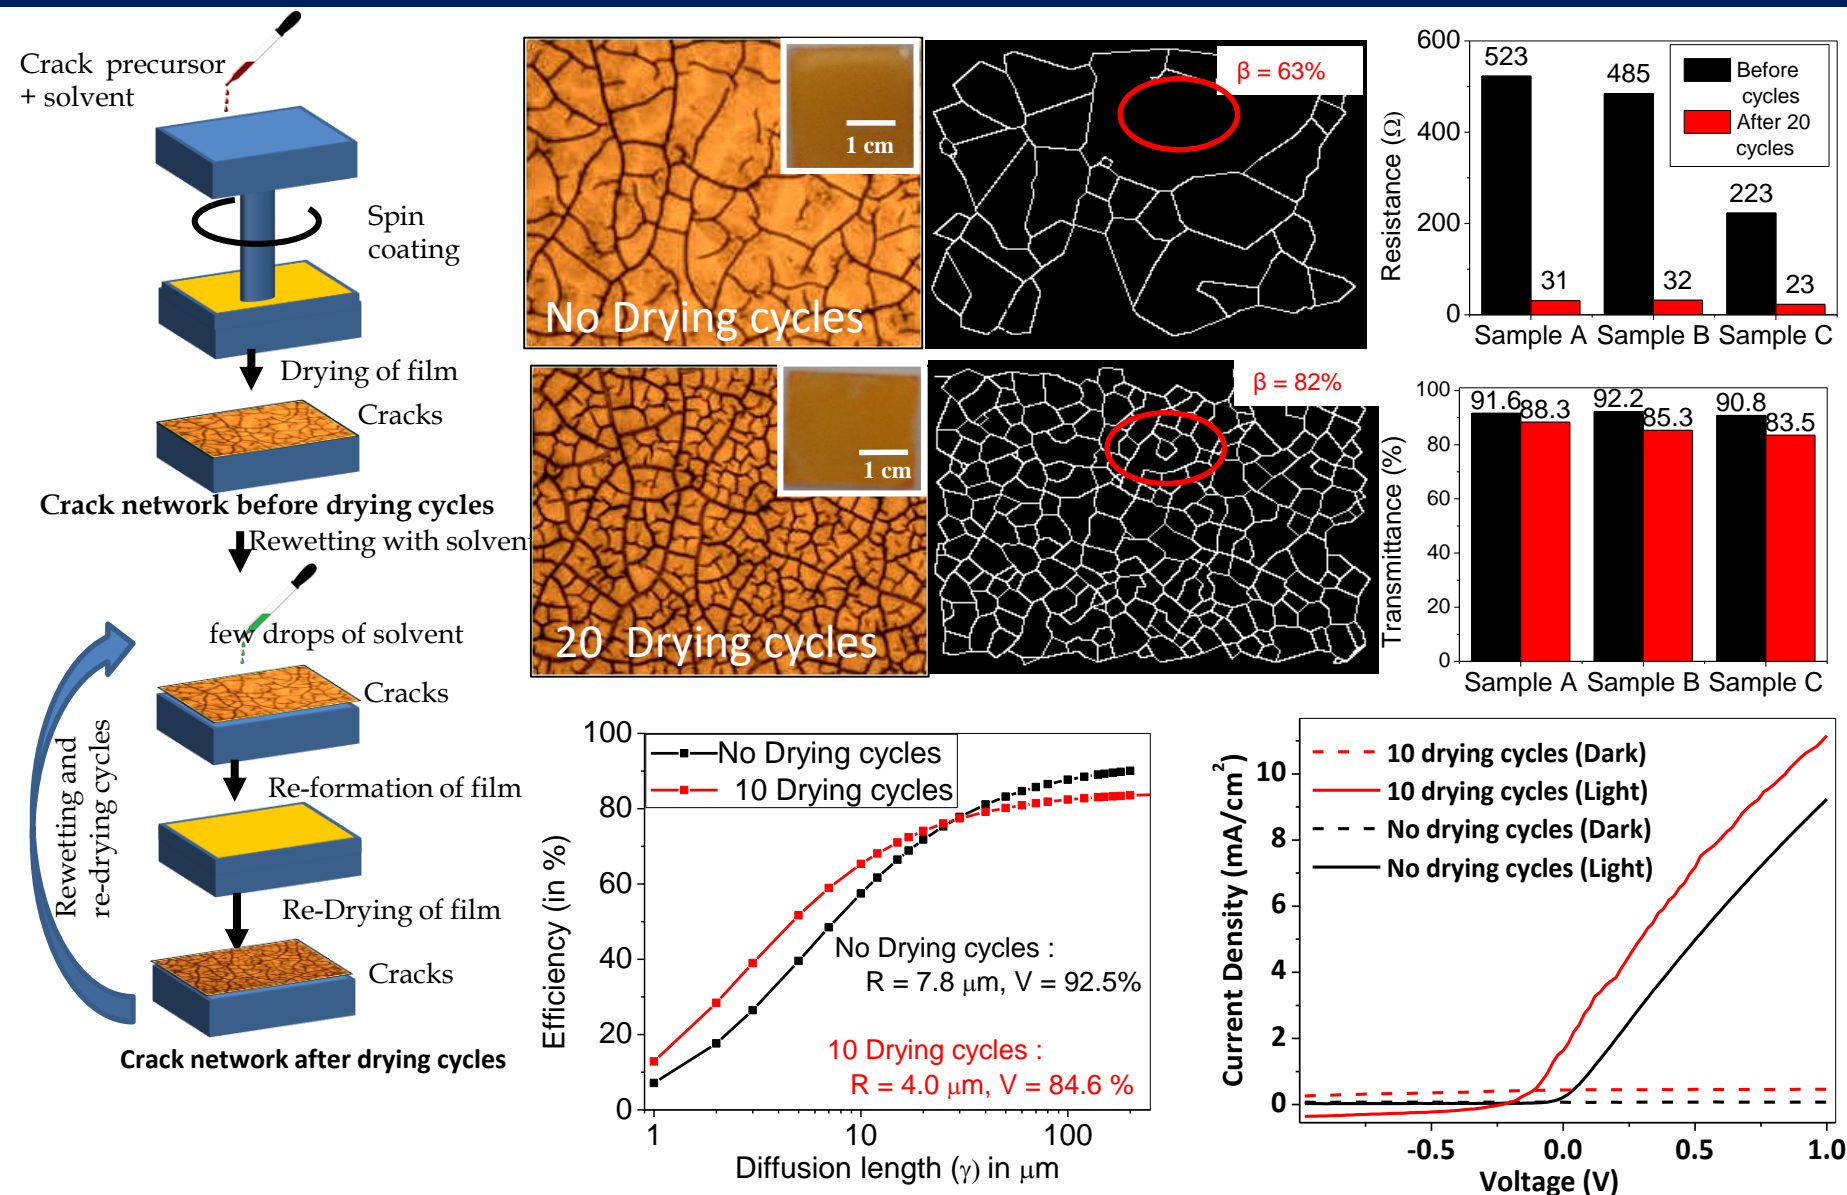 Crack precursor
+ solvent
Spin
coating
Drying of film
Cracks
Crack network before drying cycles
Rewetting with solven
few drops of solvent
Cracks
Re-formation of film
Re-Drying of film
Cracks
Reweting and
re-drying cycles
Crack network after drying cycles
1 cm
No Drying cycles
β = 63%
1 cm
20 Drying cycles
β = 82%
600
400
200
0
Resistance (Ω)
523
485
223
31
32
23
Before
cycles
After 20
cycles
Sample A Sample B Sample C
100
80
60
40
20
0
Transmittance (%)
91.6
88.3
92.2
85.3
90.8
83.5
Sample A Sample B Sample C
100
80
60
40
20
0
Efficiency (in %)
No Drying cycles
10 Drying cycles
No Drying cycles :
R = 7.8 μm, V = 92.5%
10 Drying cycles :
R = 4.0 μm, V = 84.6 %
1
10
100
Diffusion length (γ) in μm
10
8
6
4
2
0
Current Density (mA/cm²)
10 drying cycles (Dark)
10 drying cycles (Light)
No drying cycles (Dark)
No drying cycles (Light)
-0.5
0.0
0.5
1.0
Voltage (V)